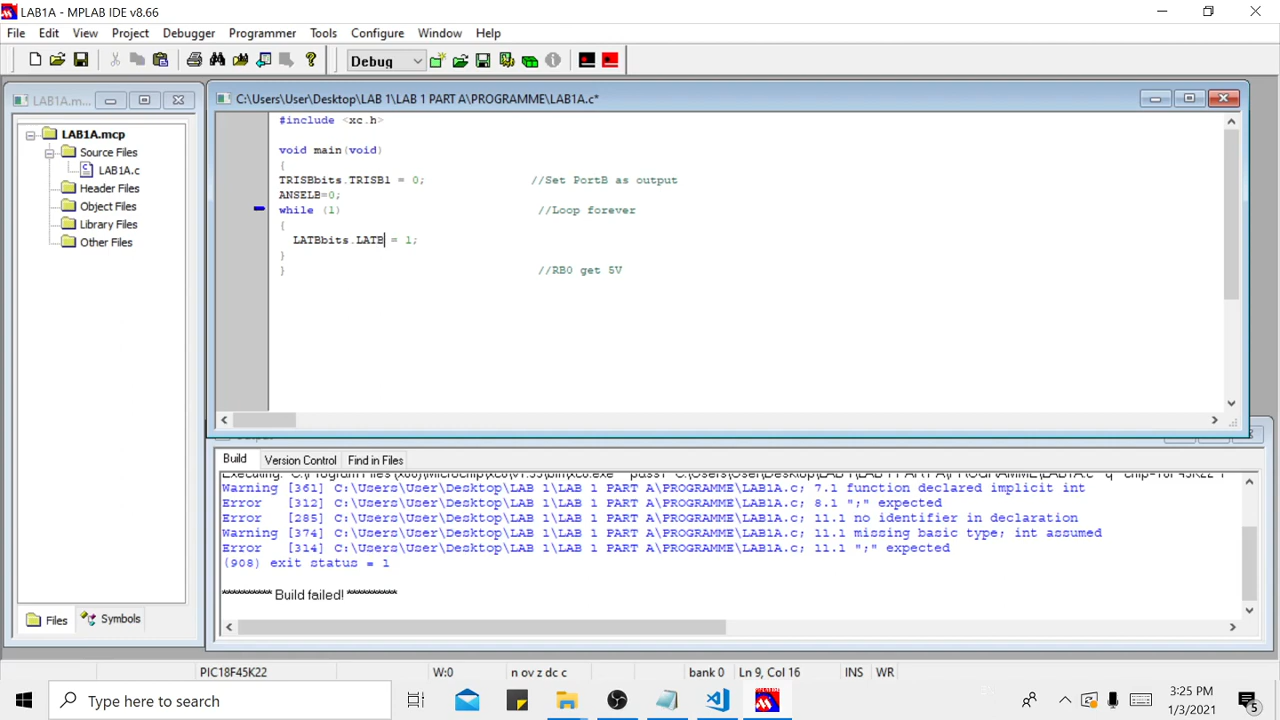 LAB1A - MPLAB IDE v8.66
File Edit View Project Debugger Programmer Tools Configure Window Help
Debug
LAB1A.m...
C:\Users\User\Desktop\LAB 1\LAB 1 PART A\PROGRAMME\LAB1A.c*
LAB1A.mcp
Source Files
LAB1A.c
Header Files
Object Files
Library Files
Other Files
#include <xc.h>
void main(void)
{
TRISBbits.TRISB1 = 0; //Set PortB as output
ANSELB=0;
while (1) //Loop forever
{
LATBbits.LATB = 1;
}
} //RB0 get 5V
Files Symbols
Build Version Control Find in Files
Warning [361] C:\Users\User\Desktop\LAB 1\LAB 1 PART A\PROGRAMME\LAB1A.c; 7.1 function declared implicit int
Error [312] C:\Users\User\Desktop\LAB 1\LAB 1 PART A\PROGRAMME\LAB1A.c; 8.1 ";" expected
Error [285] C:\Users\User\Desktop\LAB 1\LAB 1 PART A\PROGRAMME\LAB1A.c; 11.1 no identifier in declaration
Warning [374] C:\Users\User\Desktop\LAB 1\LAB 1 PART A\PROGRAMME\LAB1A.c; 11.1 missing basic type; int assumed
Error [314] C:\Users\User\Desktop\LAB 1\LAB 1 PART A\PROGRAMME\LAB1A.c; 11.1 ";" expected
(908) exit status = 1
********** Build failed! **********
PIC18F45K22 W:0 n ov z dc c bank 0 Ln 9, Col 16 INS WR
Type here to search
3:25 PM
1/3/2021
5